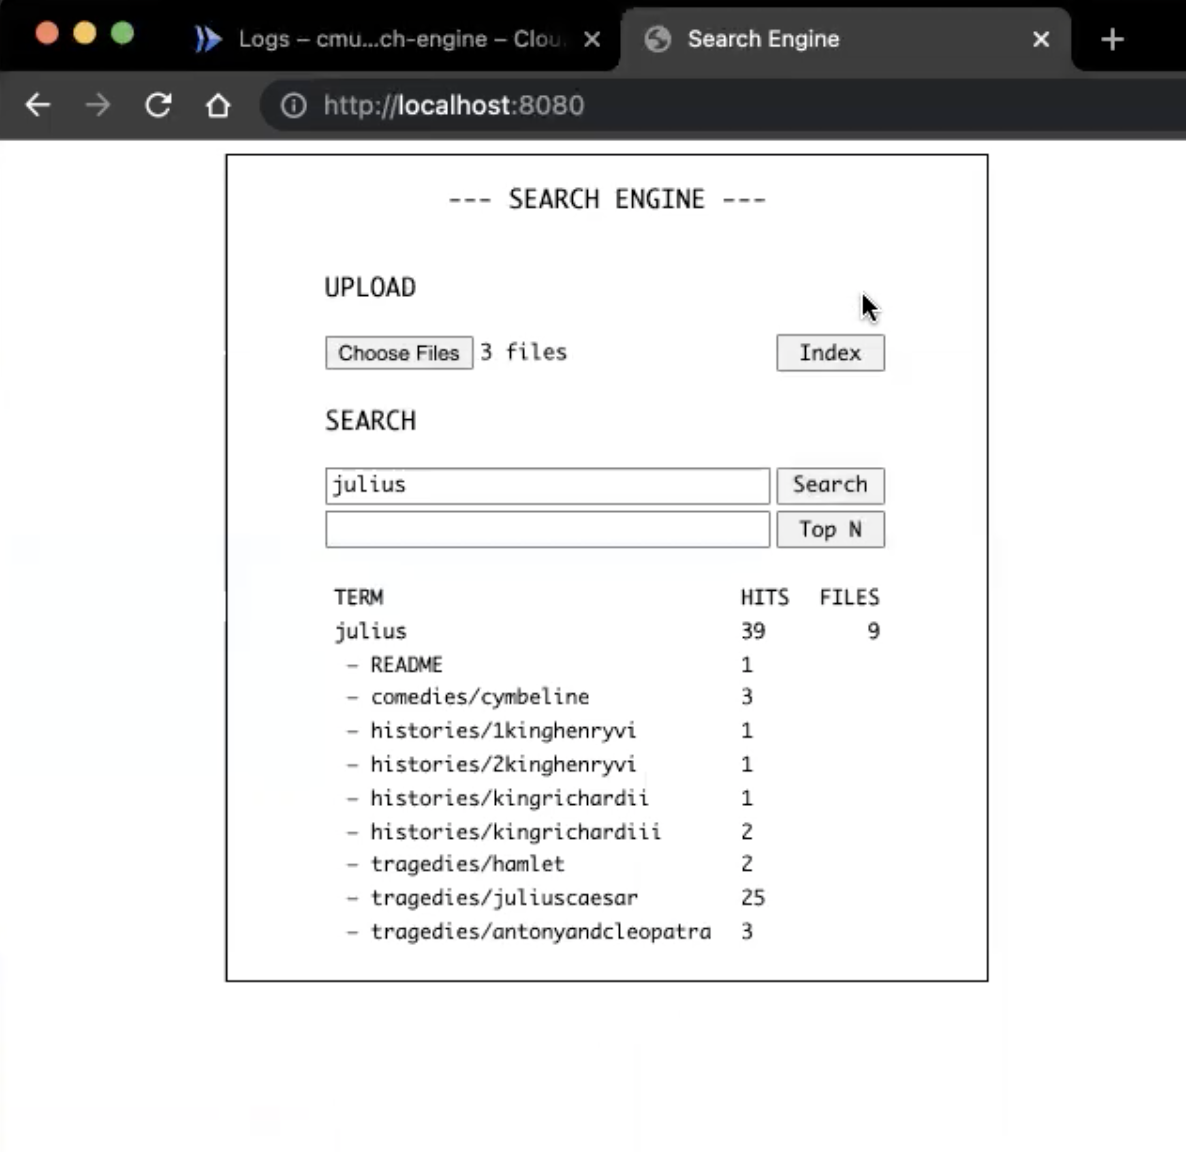 Logs – cmu...ch-engine – Clou
Search Engine
http://localhost:8080
--- SEARCH ENGINE ---
UPLOAD
Choose Files 3 files Index
SEARCH
julius Search
Top N
TERM HITS FILES
julius 39 9
– README 1
– comedies/cymbeline 3
– histories/1kinghenryvi 1
– histories/2kinghenryvi 1
– histories/kingrichardii 1
– histories/kingrichardiii 2
– tragedies/hamlet 2
– tragedies/juliuscaesar 25
– tragedies/antonyandcleopatra 3